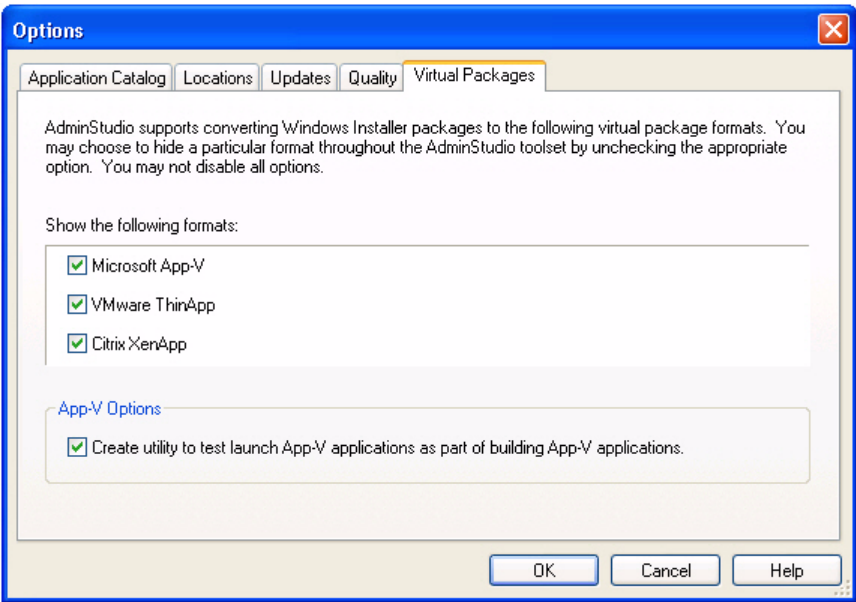 Options
Application Catalog Locations Updates Quality Virtual Packages
AdminStudio supports converting Windows Installer packages to the following virtual package formats. You
may choose to hide a particular format throughout the AdminStudio toolset by unchecking the appropriate
option. You may not disable all options.
Show the following formats:
Microsoft App-V
VMware ThinApp
Citrix XenApp
App-V Options
Create utility to test launch App-V applications as part of building App-V applications.
OK Cancel Help